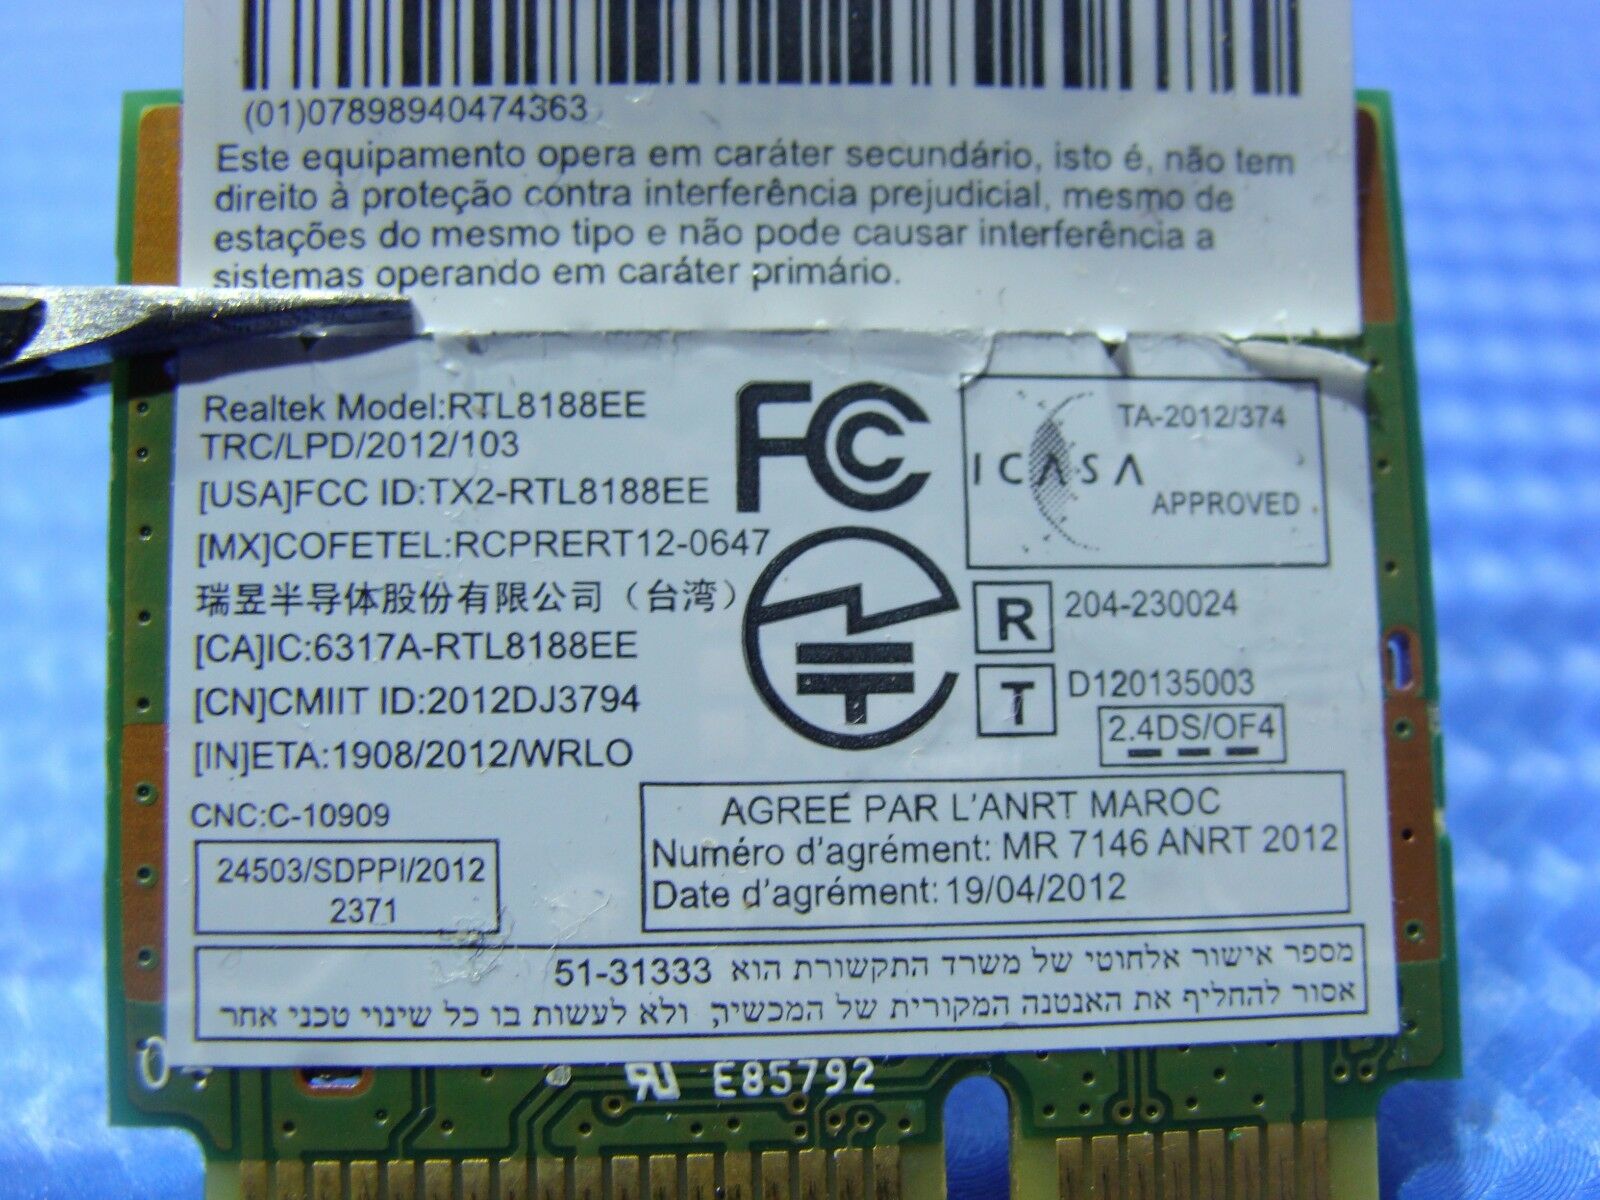 (01)07898940474363
Este equipamento opera em caráter secundário, isto é, não tem
direito à proteção contra interferência prejudicial, mesmo de
estações do mesmo tipo e não pode causar interferência a
sistemas operando em caráter primário.
Realtek Model:RTL8188EE
TRC/LPD/2012/103
[USA]FCC ID:TX2-RTL8188EE
[MX]COFETEL:RCPRERT12-0647
瑞昱半导体股份有限公司（台湾）
[CA]IC:6317A-RTL8188EE
[CN]CMIIT ID:2012DJ3794
[IN]ETA:1908/2012/WRLO
CNC:C-10909
24503/SDPPI/2012
2371
FC
TA-2012/374
ICASA
APPROVED
R 204-230024
T D120135003
2.4DS/OF4
AGREE PAR L'ANRT MAROC
Numéro d'agrément: MR 7146 ANRT 2012
Date d'agrément: 19/04/2012
מספר אישור אלחוטי של משרד התקשורת הוא 51-31333
אסור להחליף את האנטנה המקורית של המכשיר, ולא לעשות בו כל שינוי טכני אחר
E85792